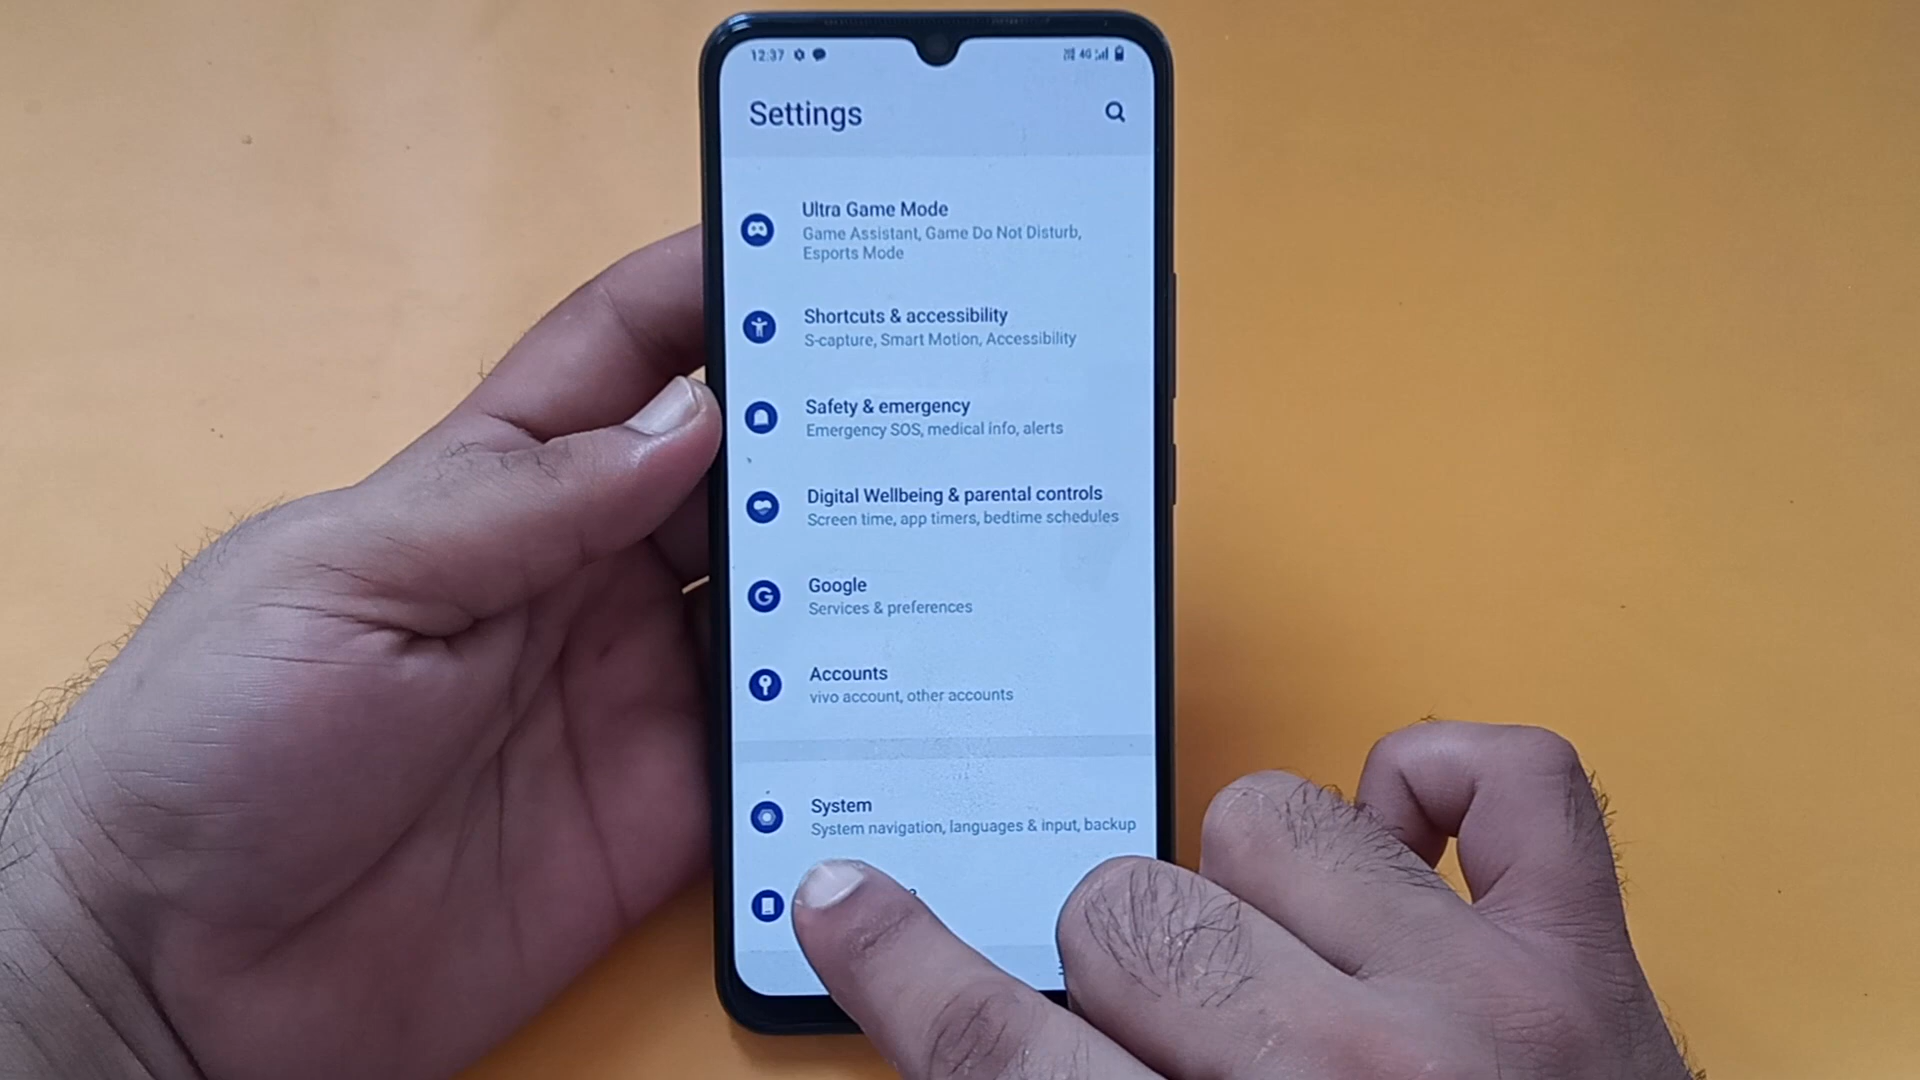 12:37
4G
Settings
Ultra Game Mode
Game Assistant, Game Do Not Disturb,
Esports Mode
Shortcuts & accessibility
S-capture, Smart Motion, Accessibility
Safety & emergency
Emergency SOS, medical info, alerts
Digital Wellbeing & parental controls
Screen time, app timers, bedtime schedules
Google
Services & preferences
Accounts
vivo account, other accounts
System
System navigation, languages & input, backup